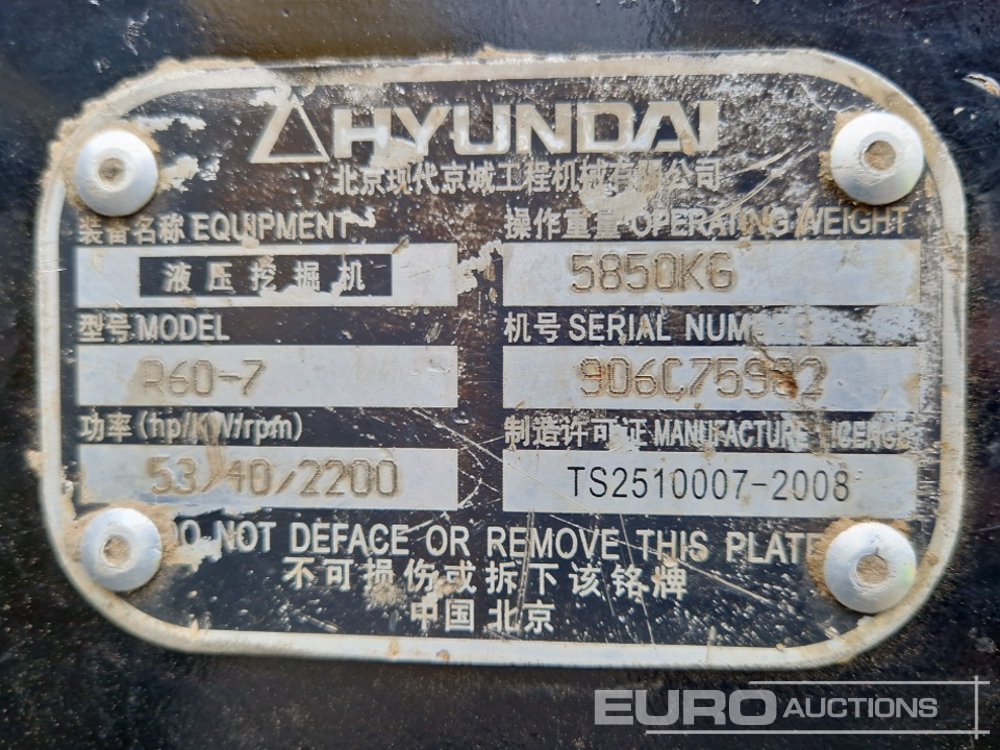 HYUNDAI
北京现代京城工程机械有限公司
装备名称 EQUIPMENT
液压挖掘机
操作重量 OPERATING WEIGHT
5850KG
型号 MODEL
R60-7
机号 SERIAL
功率 (hp/KW/rpm)
53/40/2200
制造许可证 MANUFACTURE LICENCE
TS2510007-2008
DO NOT DEFACE OR REMOVE THIS PLATE
不可损伤或拆下该铭牌
中国 北京
EURO AUCTIONS